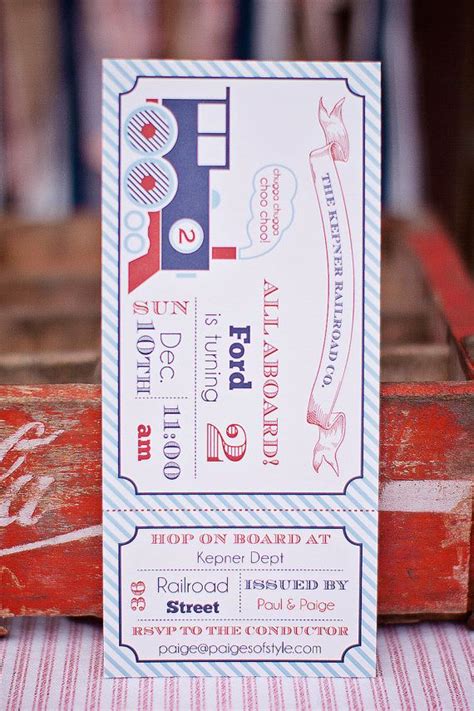 THE KEPNER RAILROAD CO.
chugga chugga
choo choo!
2
ALL ABOARD!
Ford
is turning
2
SUN
Dec.
10TH
11:00
am
HOP ON BOARD AT
Kepner Dept
36
Railroad
Street
ISSUED BY
Paul & Paige
RSVP TO THE CONDUCTOR
paige@paigesofstyle.com